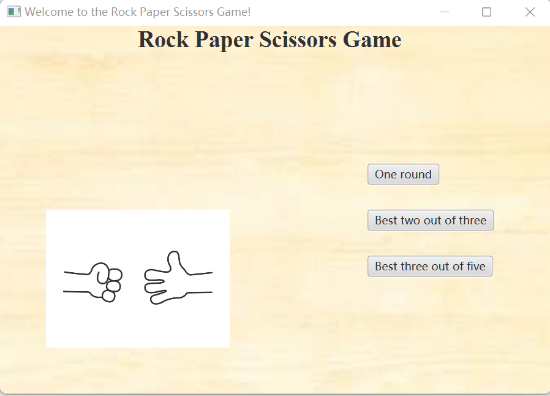 Welcome to the Rock Paper Scissors Game!
Rock Paper Scissors Game
One round
Best two out of three
Best three out of five